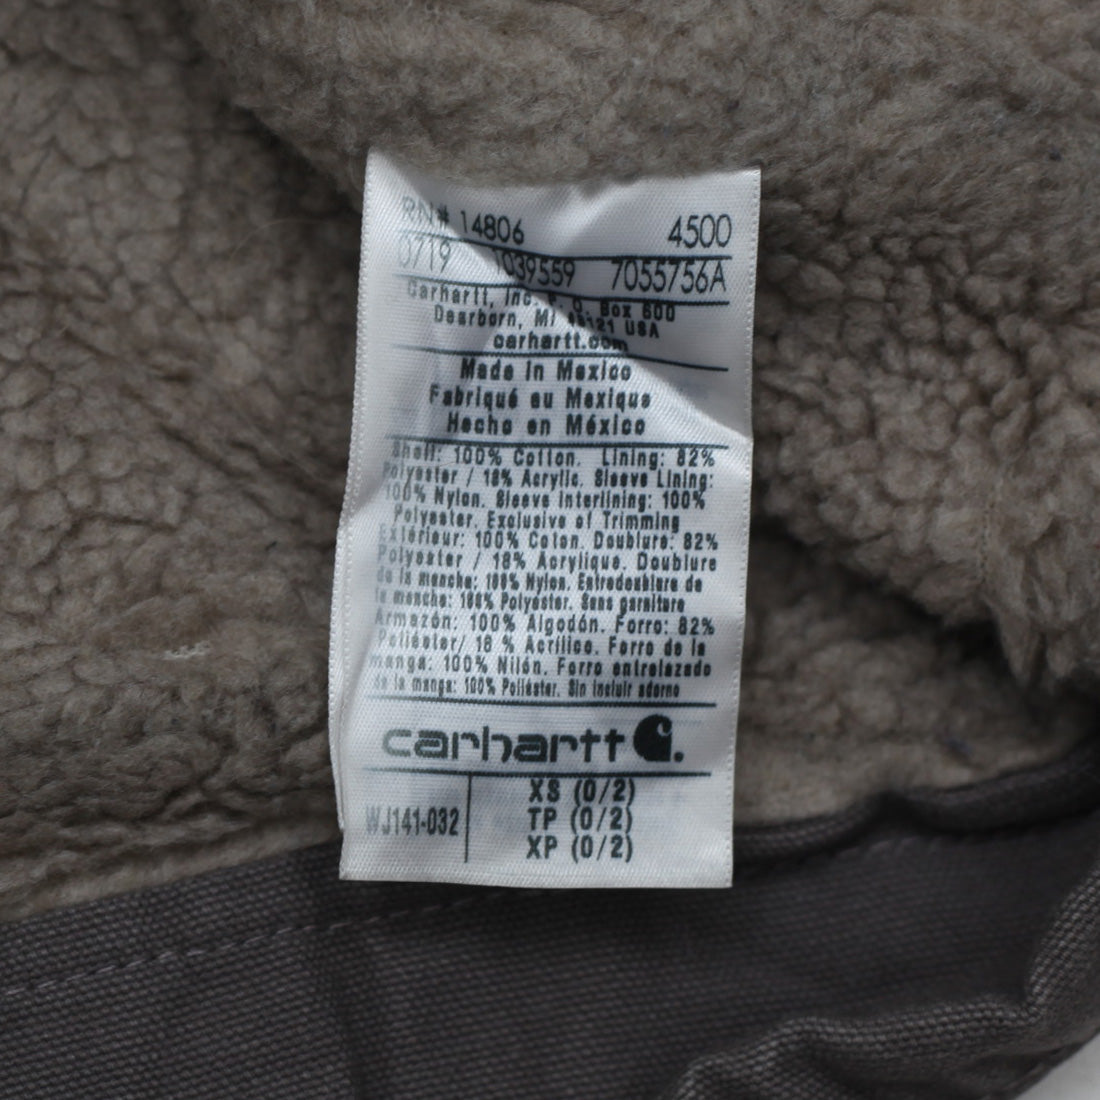 RN# 14806 4500
0719 1039559 7055756A
Carhartt, Inc. P. O. Box 600
Dearborn, MI 48121 USA
carhartt.com
Made in Mexico
Fabriqué au Mexique
Hecho en México
Shell: 100% Cotton. Lining: 82%
Polyester / 18% Acrylic. Sleeve Lining:
100% Nylon. Sleeve Interlining: 100%
Polyester. Exclusive of Trimming
Extérieur: 100% Coton. Doublure: 82%
Polyester / 18% Acrylique. Doublure
de la manche: 100% Nylon. Entredoublure de
la manche: 100% Polyester. Sans garniture
Armazón: 100% Algodón. Forro: 82%
Poliéster/ 18 % Acrílico. Forro de la
manga: 100% Nilón. Forro entrelazado
de la manga: 100% Poliéster. Sin incluir adorno
carhartt
WJ141-032
XS (0/2)
TP (0/2)
XP (0/2)